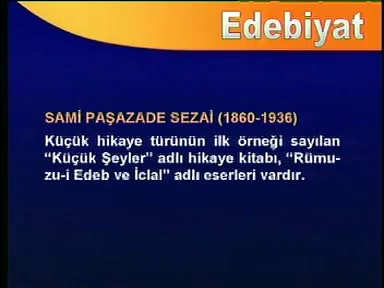 Edebiyat
SAMİ PAŞAZADE SEZAİ (1860-1936)
Küçük hikaye türünün ilk örneği sayılan
“Küçük Şeyler” adlı hikaye kitabı, “Rümu-
zu-i Edeb ve İclal” adlı eserleri vardır.